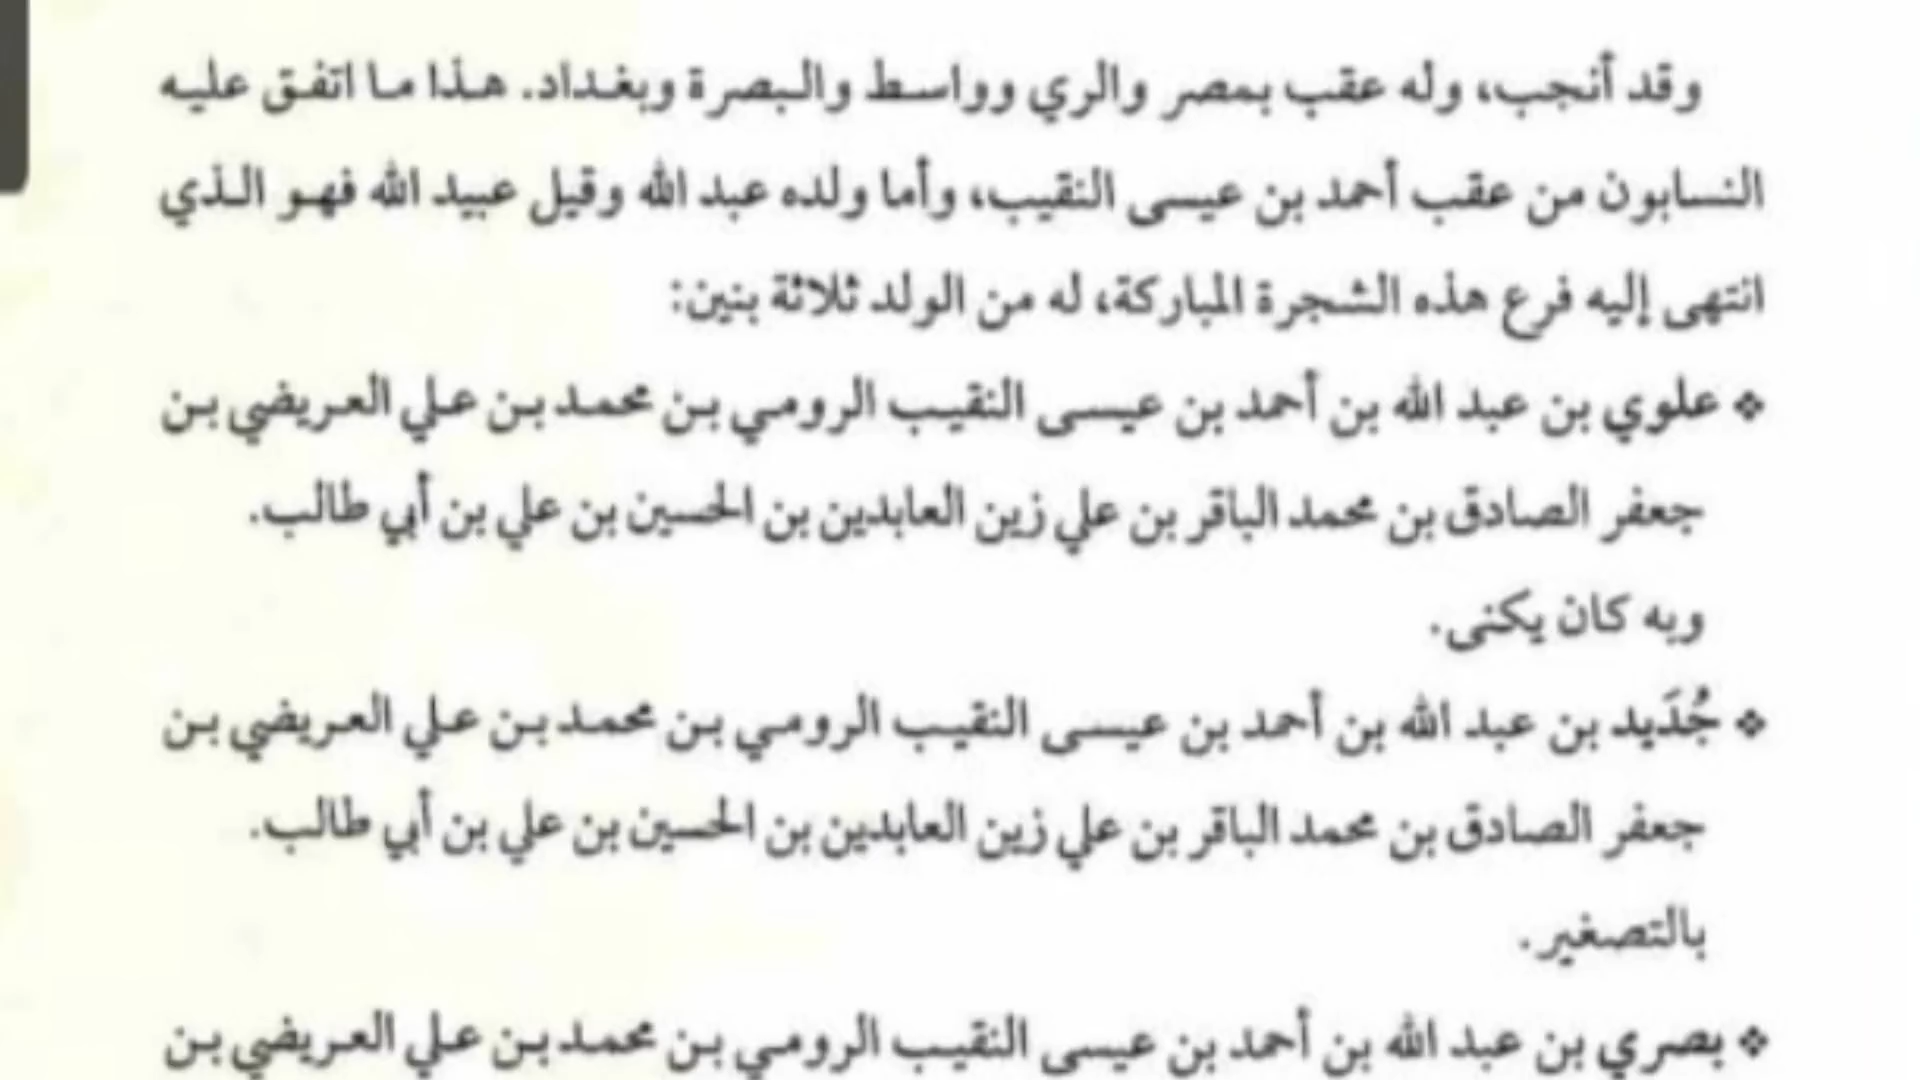 وقد أنجب، وله عقب بمصر والري وواسط والبصرة وبغداد. هذا ما اتفق عليه
النسابون من عقب أحمد بن عيسى النقيب، وأما ولده عبد الله وقيل عبيد الله فهو الذي
انتهى إليه فرع هذه الشجرة المباركة، له من الولد ثلاثة بنين:
❖ علوي بن عبد الله بن أحمد بن عيسى النقيب الرومي بن محمد بن علي العريضي بن
جعفر الصادق بن محمد الباقر بن علي زين العابدين بن الحسين بن علي بن أبي طالب.
وبه كان يكنى.
❖ جُدَيد بن عبد الله بن أحمد بن عيسى النقيب الرومي بن محمد بن علي العريضي بن
جعفر الصادق بن محمد الباقر بن علي زين العابدين بن الحسين بن علي بن أبي طالب.
بالتصغير.
❖ بصري بن عبد الله بن أحمد بن عيسى النقيب الرومي بن محمد بن علي العريضي بن